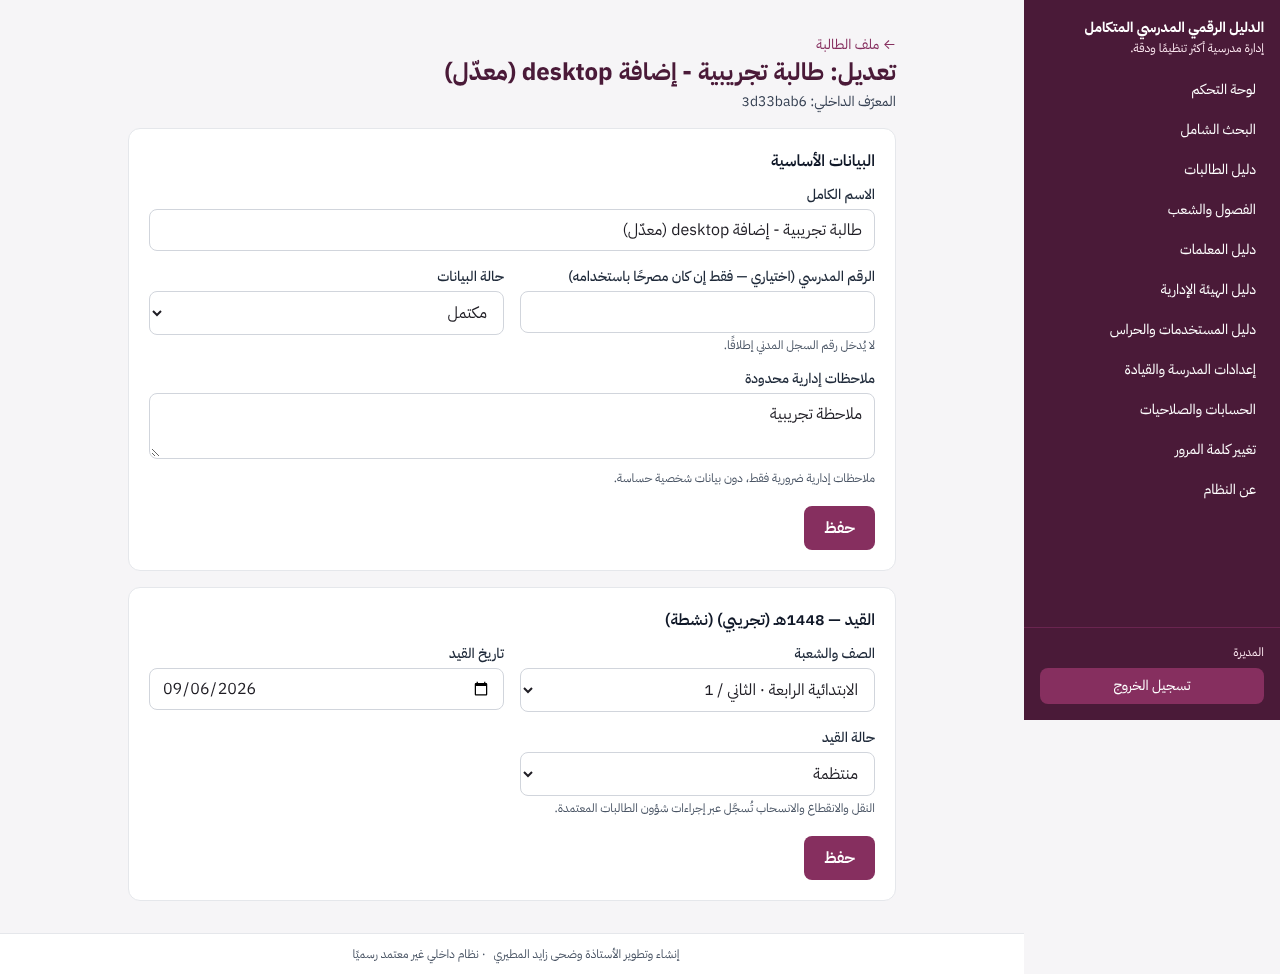 الدليل الرقمي المدرسي المتكامل
إدارة مدرسية أكثر تنظيمًا ودقة.
لوحة التحكم
البحث الشامل
دليل الطالبات
الفصول والشعب
دليل المعلمات
دليل الهيئة الإدارية
دليل المستخدمات والحراس
إعدادات المدرسة والقيادة
الحسابات والصلاحيات
تغيير كلمة المرور
عن النظام
المديرة
تسجيل الخروج
← ملف الطالبة
تعديل: طالبة تجريبية - إضافة desktop (معدّل)
المعرّف الداخلي: 3d33bab6
البيانات الأساسية
الاسم الكامل
طالبة تجريبية - إضافة desktop (معدّل)
الرقم المدرسي (اختياري — فقط إن كان مصرحًا باستخدامه)
حالة البيانات
مكتمل
لا يُدخل رقم السجل المدني إطلاقًا.
ملاحظات إدارية محدودة
ملاحظة تجريبية
ملاحظات إدارية ضرورية فقط، دون بيانات شخصية حساسة.
حفظ
القيد — 1448هـ (تجريبي) (نشطة)
الصف والشعبة
تاريخ القيد
الابتدائية الرابعة · الثاني / 1
09/06/2026
حالة القيد
منتظمة
النقل والانقطاع والانسحاب تُسجَّل عبر إجراءات شؤون الطالبات المعتمدة.
حفظ
إنشاء وتطوير الأستاذة وضحى زايد المطيري · نظام داخلي غير معتمد رسميًا